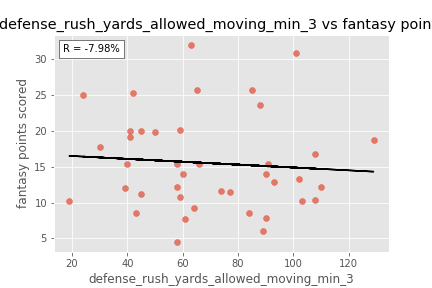 defense_rush_yards_allowed_moving_min_3 vs fantasy poin
R = -7.98%
fantasy points scored
30
25
20
15
10
5
20 40 60 80 100 120
defense_rush_yards_allowed_moving_min_3